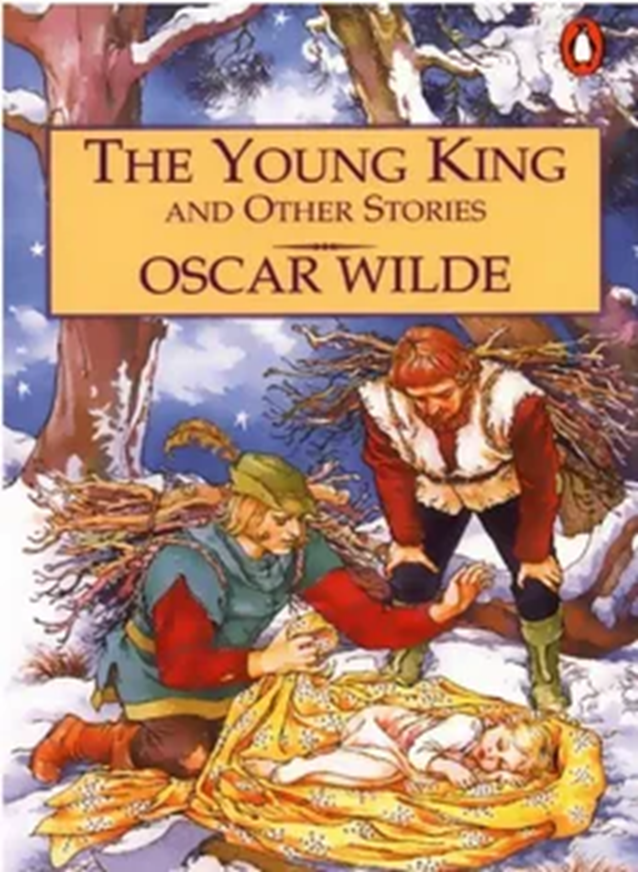 THE YOUNG KING
AND OTHER STORIES
OSCAR WILDE